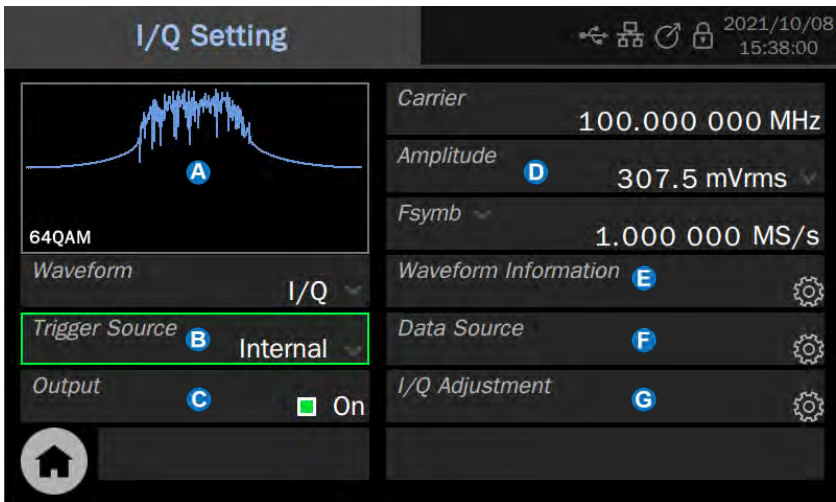 I/Q Setting
2021/10/08
15:38:00
A
64QAM
Waveform
I/Q
Trigger Source B
Internal
Output C
On
Carrier
100.000 000 MHz
Amplitude D
307.5 mVrms
Fsymb
1.000 000 MS/s
Waveform Information E
Data Source F
I/Q Adjustment G